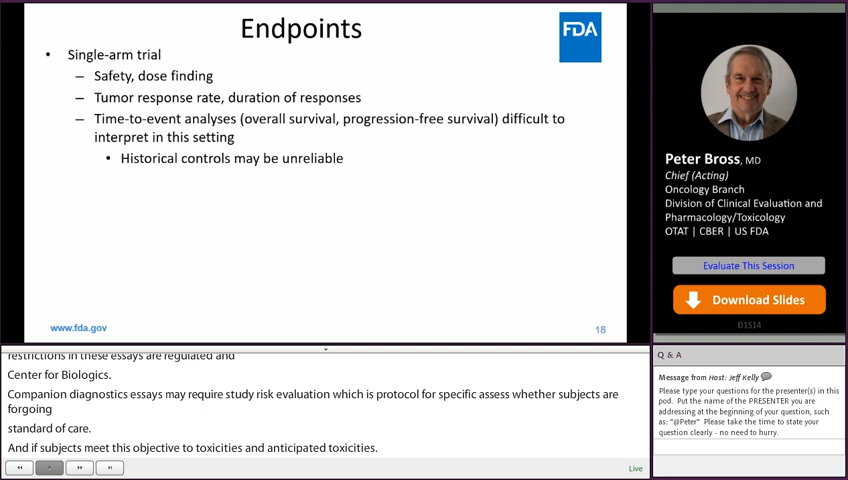 Endpoints
FDA
• Single-arm trial
– Safety, dose finding
– Tumor response rate, duration of responses
– Time-to-event analyses (overall survival, progression-free survival) difficult to
interpret in this setting
• Historical controls may be unreliable
www.fda.gov
18
Peter Bross, MD
Chief (Acting)
Oncology Branch
Division of Clinical Evaluation and
Pharmacology/Toxicology
OTAT | CBER | US FDA
Evaluate This Session
Download Slides
D1S14
restrictions in these essays are regulated and
Center for Biologics.
Companion diagnostics essays may require study risk evaluation which is protocol for specific assess whether subjects are
forgoing
standard of care.
And if subjects meet this objective to toxicities and anticipated toxicities.
Live
Q & A
Message from Host: Jeff Kelly
Please type your questions for the presenter(s) in this
pod. Put the name of the PRESENTER you are
addressing at the beginning of your question, such
as: "@Peter" Please take the time to state your
question clearly - no need to hurry.